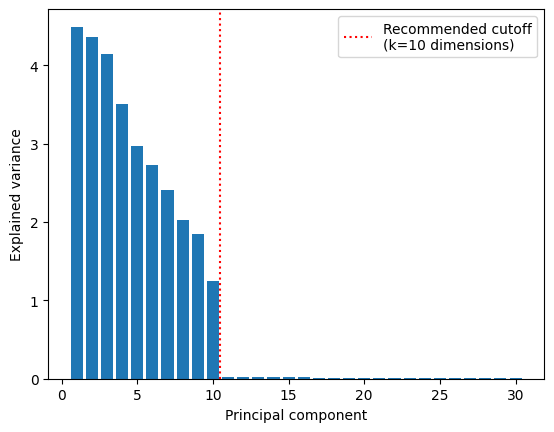 Recommended cutoff
(k=10 dimensions)
Explained variance
4
3
2
1
0
0 5 10 15 20 25 30
Principal component